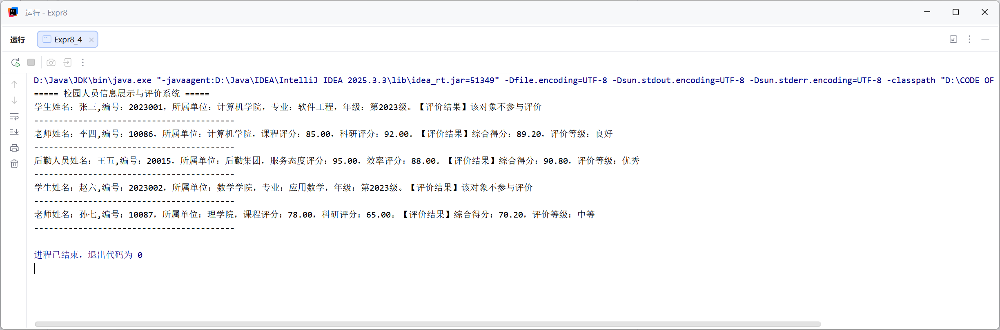 运行 - Expr8
运行 Expr8_4
D:\Java\JDK\bin\java.exe "-javaagent:D:\Java\IDEA\IntelliJ IDEA 2025.3.3\lib\idea_rt.jar=51349" -Dfile.encoding=UTF-8 -Dsun.stdout.encoding=UTF-8 -Dsun.stderr.encoding=UTF-8 -classpath "D:\CODE OF
===== 校园人员信息展示与评价系统 =====
学生姓名：张三,编号：2023001，所属单位：计算机学院，专业：软件工程，年级：第2023级。【评价结果】该对象不参与评价
-----------------------------------------
老师姓名：李四,编号：10086，所属单位：计算机学院，课程评分：85.00，科研评分：92.00。【评价结果】综合得分：89.20，评价等级：良好
-----------------------------------------
后勤人员姓名：王五,编号：20015，所属单位：后勤集团，服务态度评分：95.00，效率评分：88.00。【评价结果】综合得分：90.80，评价等级：优秀
-----------------------------------------
学生姓名：赵六,编号：2023002，所属单位：数学学院，专业：应用数学，年级：第2023级。【评价结果】该对象不参与评价
-----------------------------------------
老师姓名：孙七,编号：10087，所属单位：理学院，课程评分：78.00，科研评分：65.00。【评价结果】综合得分：70.20，评价等级：中等
-----------------------------------------
进程已结束，退出代码为 0